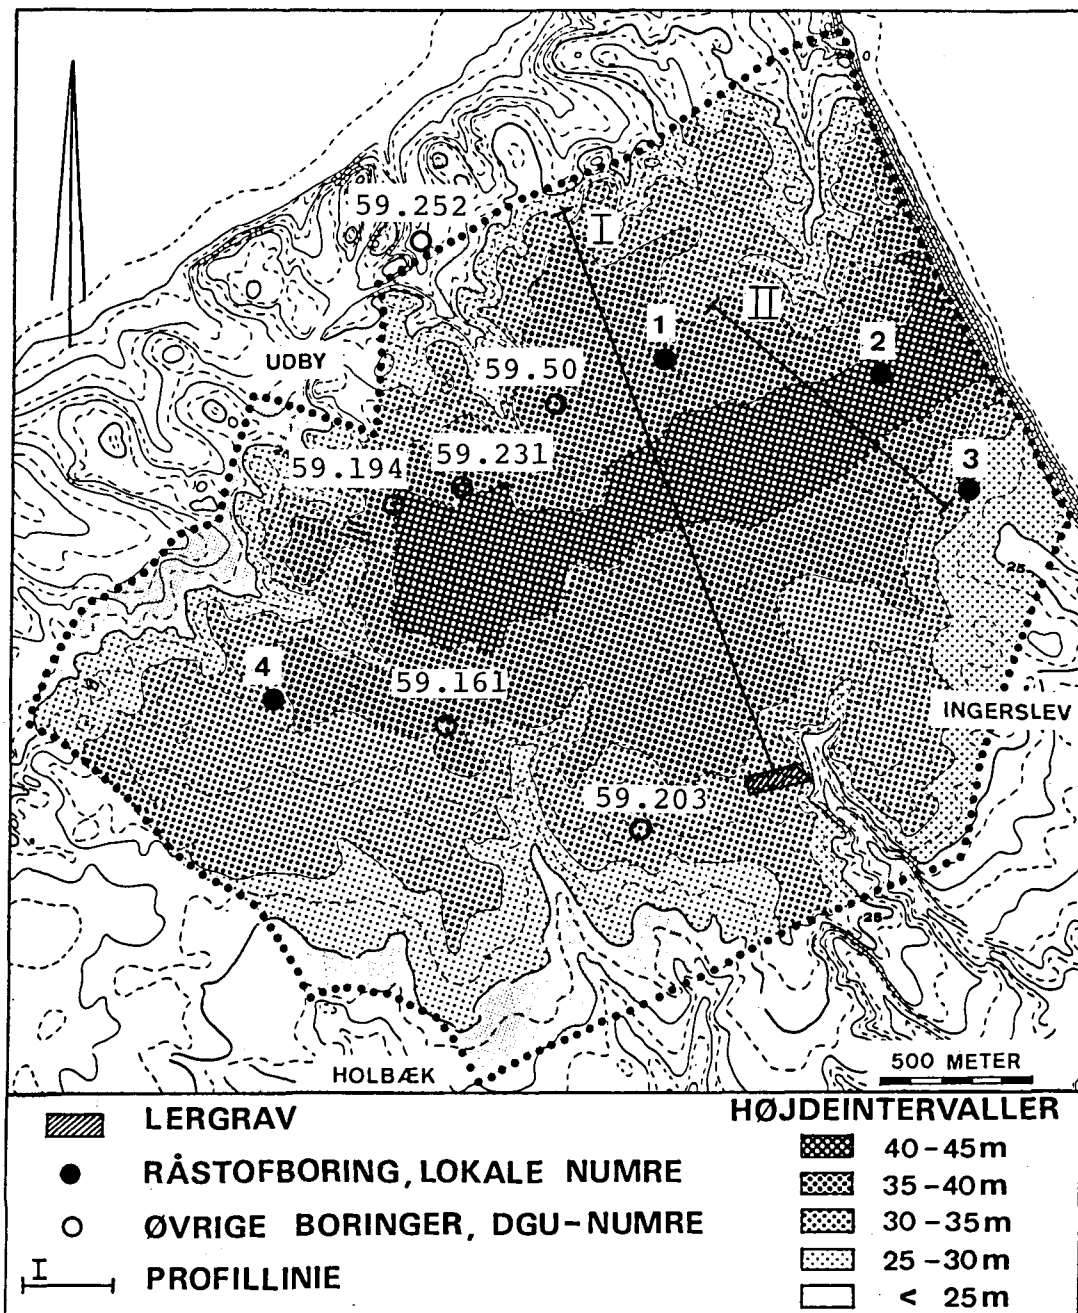 59.252
I
II
1
2
UDBY
59.50
59.231
59.194
3
25
4
59.161
INGERSLEV
59.203
25
500 METER
HOLBÆK
LERGRAV
RÅSTOFBORING, LOKALE NUMRE
ØVRIGE BORINGER, DGU-NUMRE
I PROFILLINIE
HØJDEINTERVALLER
40-45m
35-40m
30-35m
25-30m
< 25m